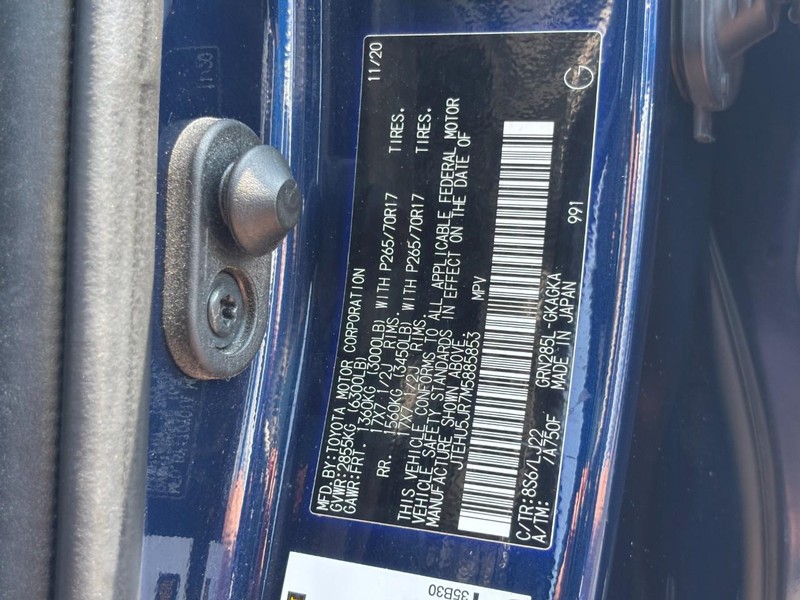 MFD.BY:TOYOTA MOTOR CORPORATION 11/20
GVWR:2855KG (6300LB)
GAWR:FRT. 1360KG (3000LB) WITH P265/70R17 TIRES.
17X7 1/2J RIMS.
RR. 1560KG (3450LB) WITH P265/70R17 TIRES.
17X7 1/2J RIMS.
THIS VEHICLE CONFORMS TO ALL APPLICABLE FEDERAL MOTOR
VEHICLE SAFETY STANDARDS IN EFFECT ON THE DATE OF
MANUFACTURE SHOWN ABOVE.
JTEHU5JR7M5885853 MPV
C/TR:8S6/LJ22 GRN285L-GKAGKA 991
A/TM: /A750F MADE IN JAPAN
G
35B30